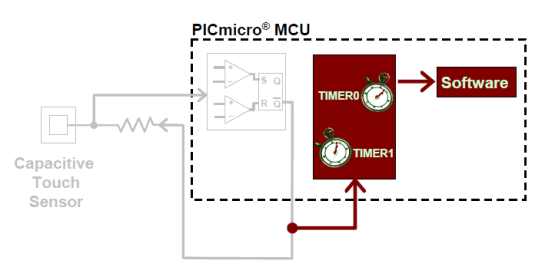 PICmicro® MCU
+
-
+
-
S Q
R Q̅
TIMER0
Software
TIMER1
Capacitive
Touch
Sensor